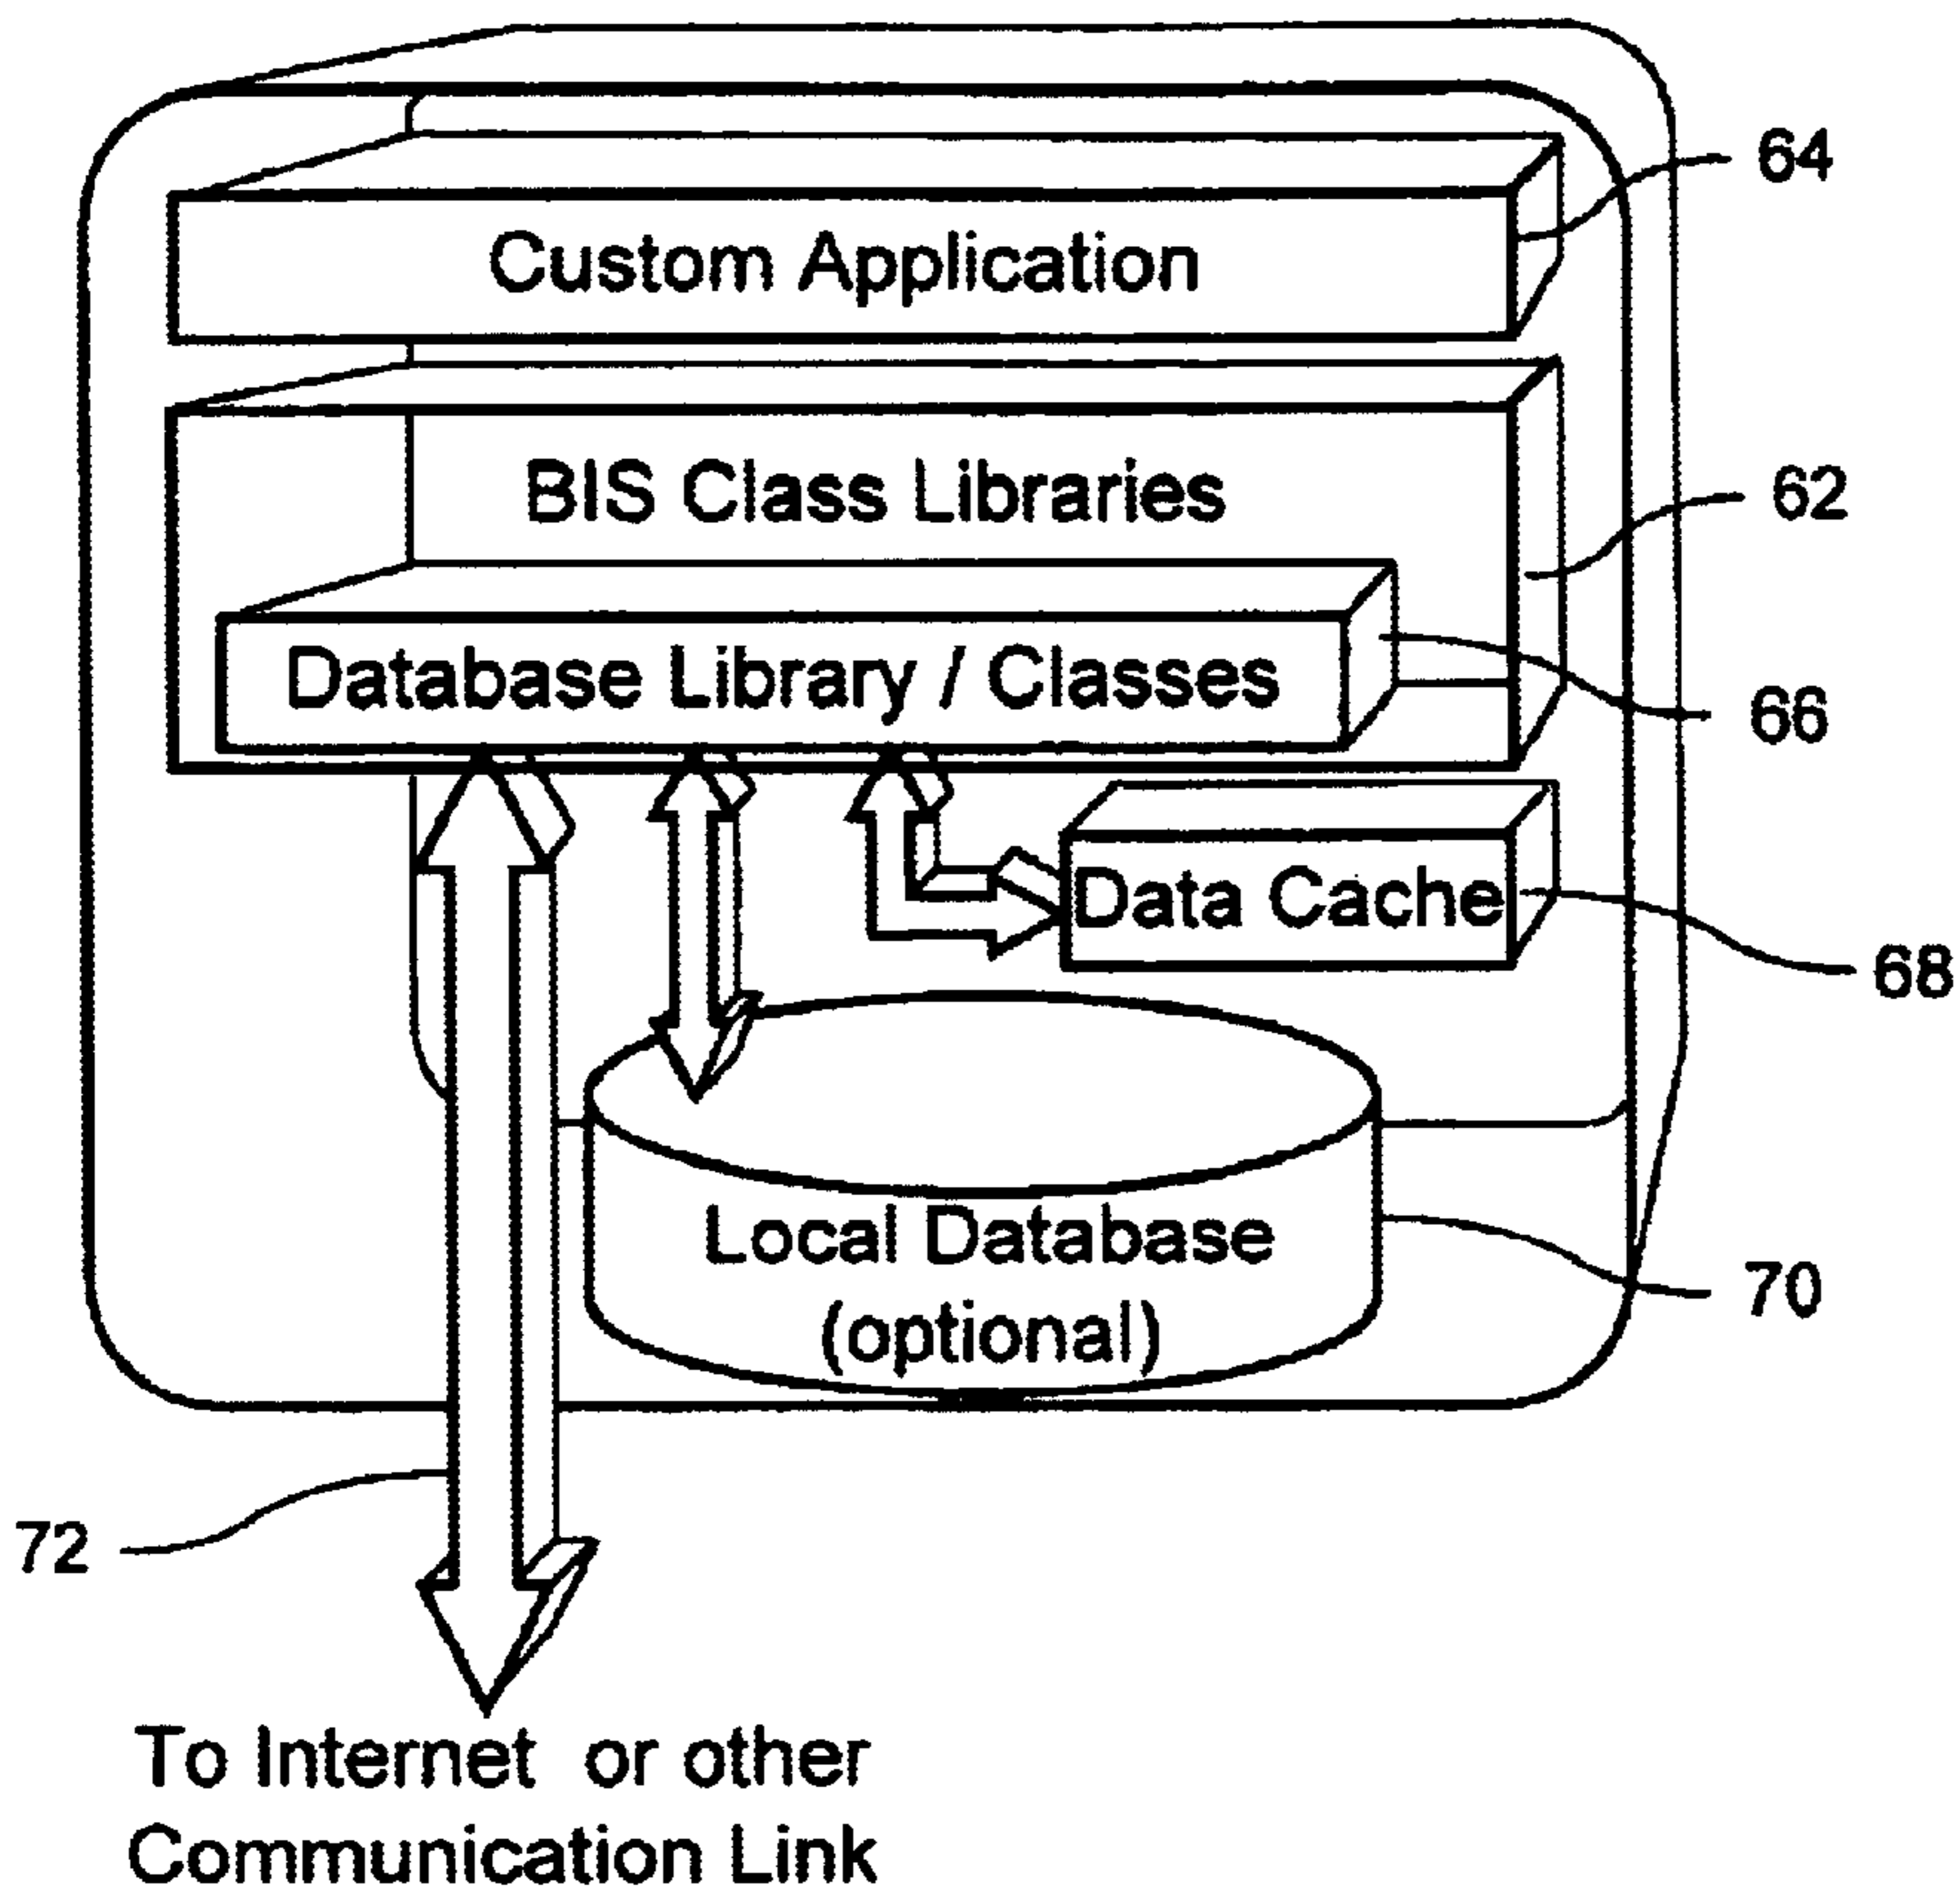 64
Custom Application
62
BIS Class Libraries
Database Library / Classes
66
Data Cache
68
Local Database
(optional)
70
72
To Internet or other
Communication Link